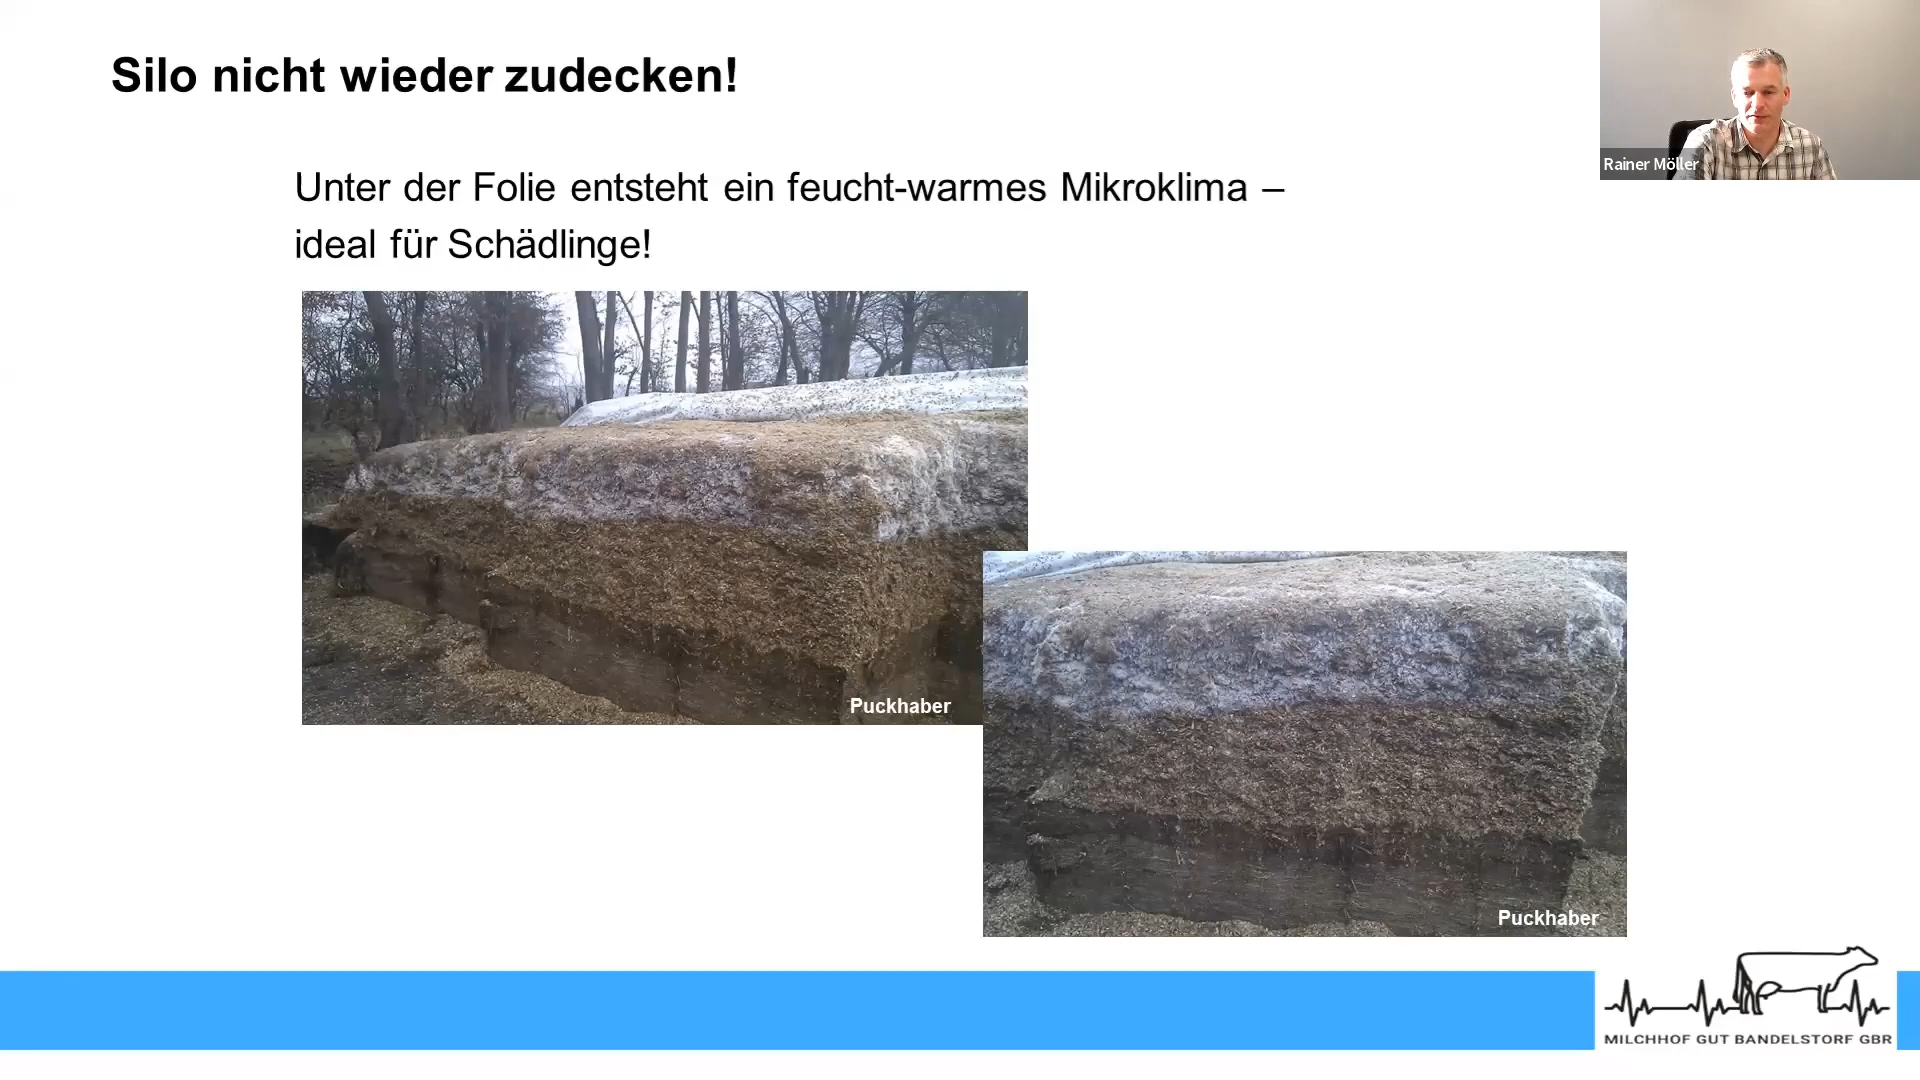 Silo nicht wieder zudecken!
Rainer Möller
Unter der Folie entsteht ein feucht-warmes Mikroklima –
ideal für Schädlinge!
Puckhaber
Puckhaber
MILCHHOF GUT BANDELSTORF GBR